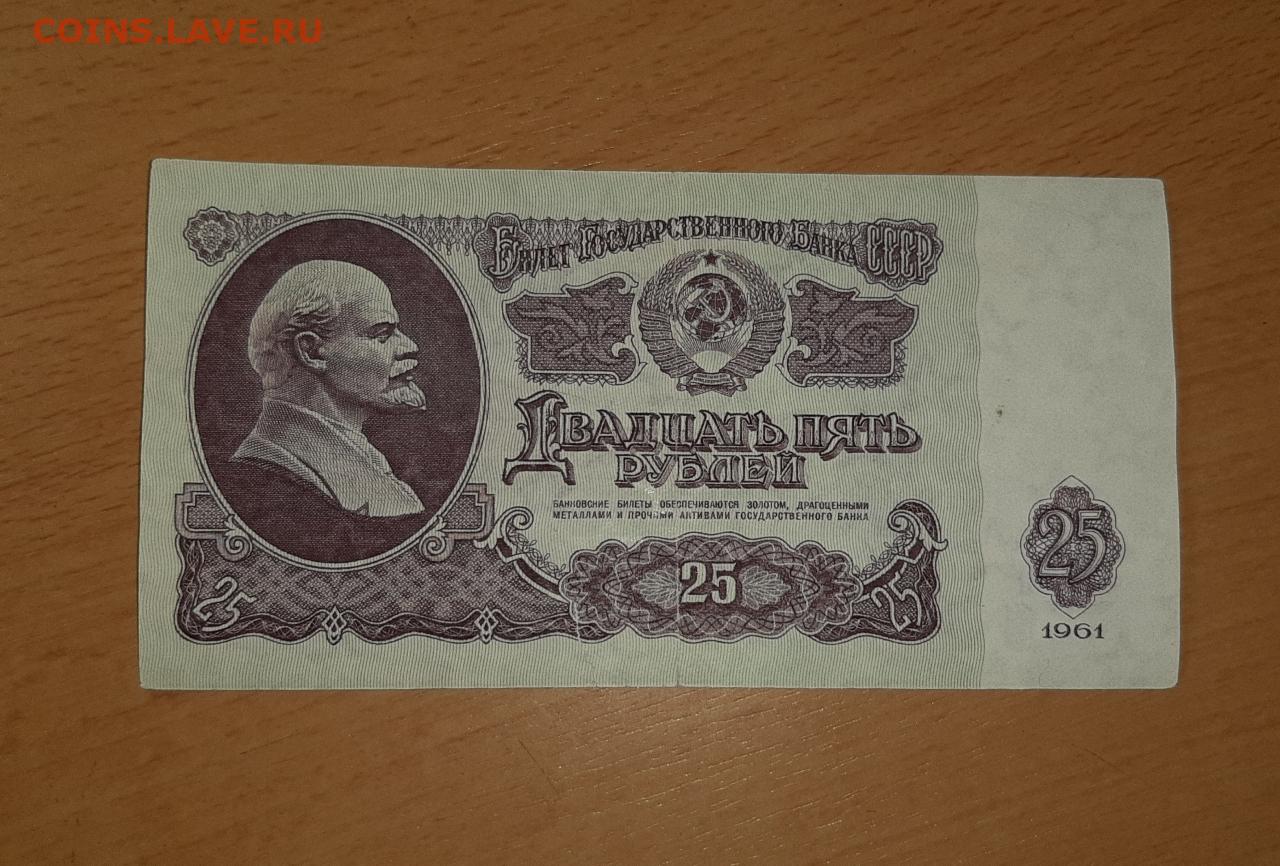 COINS.LAVE.RU
Билет Государственного Банка СССР
Двадцать пять
рублей
БАНКОВСКИЕ БИЛЕТЫ ОБЕСПЕЧИВАЮТСЯ ЗОЛОТОМ, ДРАГОЦЕННЫМИ
МЕТАЛЛАМИ И ПРОЧИМИ АКТИВАМИ ГОСУДАРСТВЕННОГО БАНКА
25
25
25
25
1961